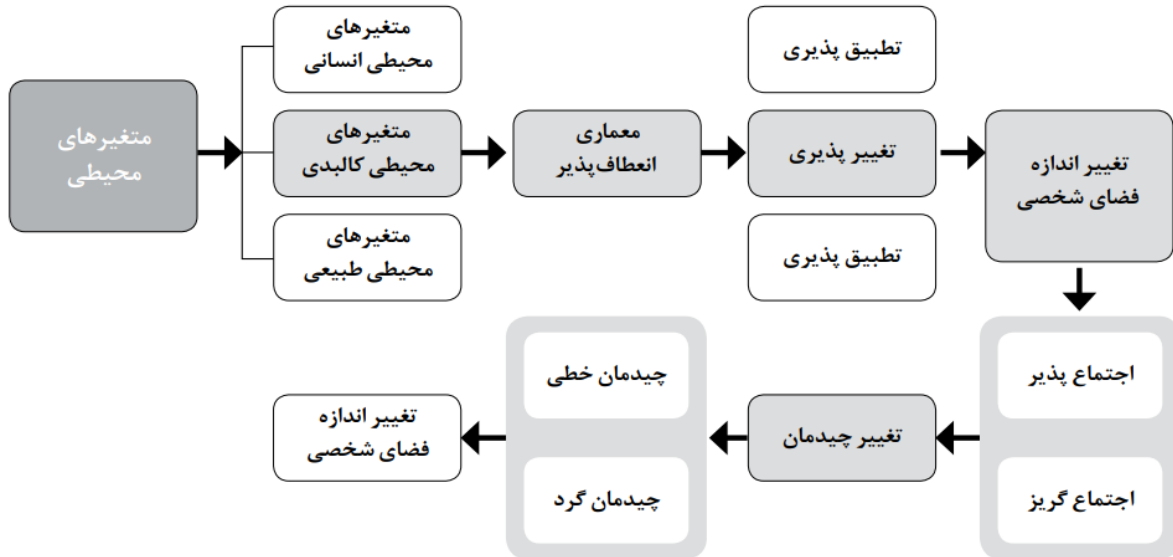 متغیرهای
محیطی
متغیرهای
محیطی انسانی
متغیرهای
محیطی کالبدی
متغیرهای
محیطی طبیعی
معماری
انعطاف‌پذیر
تطبیق پذیری
تغییر پذیری
تطبیق پذیری
تغییر اندازه
فضای شخصی
اجتماع پذیر
اجتماع گریز
تغییر چیدمان
چیدمان خطی
چیدمان گرد
تغییر اندازه
فضای شخصی